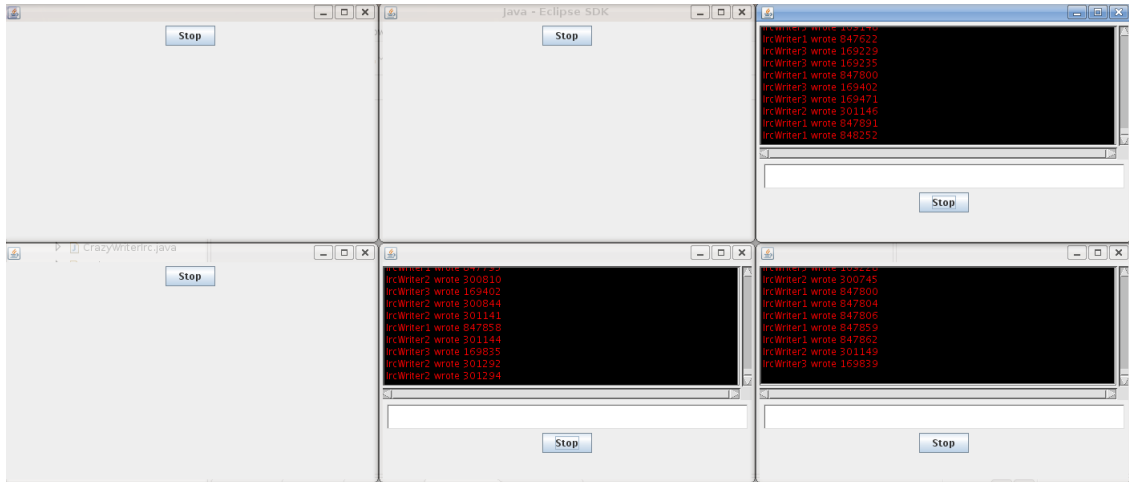 Java - Eclipse SDK
Stop
Stop
IrcWriter1 wrote 847622
IrcWriter3 wrote 169229
IrcWriter3 wrote 169235
IrcWriter1 wrote 847800
IrcWriter3 wrote 169402
IrcWriter3 wrote 169471
IrcWriter2 wrote 301146
IrcWriter1 wrote 847891
IrcWriter1 wrote 848252
Stop
CrazyWriterIrc.java
Stop
IrcWriter2 wrote 300810
IrcWriter3 wrote 169402
IrcWriter2 wrote 300844
IrcWriter2 wrote 301141
IrcWriter1 wrote 847858
IrcWriter2 wrote 301144
IrcWriter3 wrote 169835
IrcWriter2 wrote 301292
IrcWriter2 wrote 301294
Stop
IrcWriter2 wrote 300745
IrcWriter1 wrote 847800
IrcWriter1 wrote 847804
IrcWriter1 wrote 847806
IrcWriter1 wrote 847859
IrcWriter1 wrote 847862
IrcWriter2 wrote 301149
IrcWriter3 wrote 169839
Stop